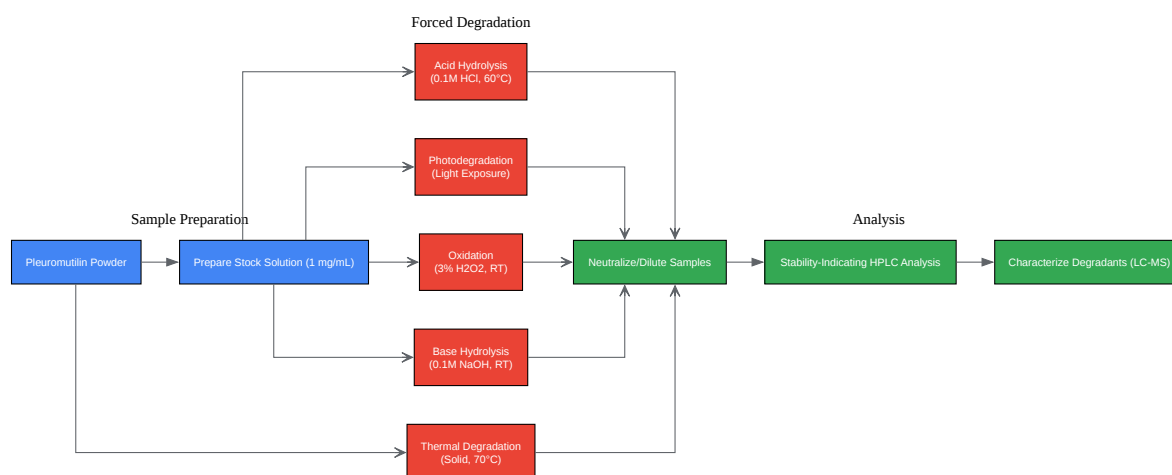 Forced Degradation
Acid Hydrolysis
(0.1M HCl, 60°C)
Photodegradation
(Light Exposure)
Sample Preparation
Analysis
Pleuromutilin Powder
Prepare Stock Solution (1 mg/mL)
Oxidation
(3% H2O2, RT)
Neutralize/Dilute Samples
Stability-Indicating HPLC Analysis
Characterize Degradants (LC-MS)
Base Hydrolysis
(0.1M NaOH, RT)
Thermal Degradation
(Solid, 70°C)